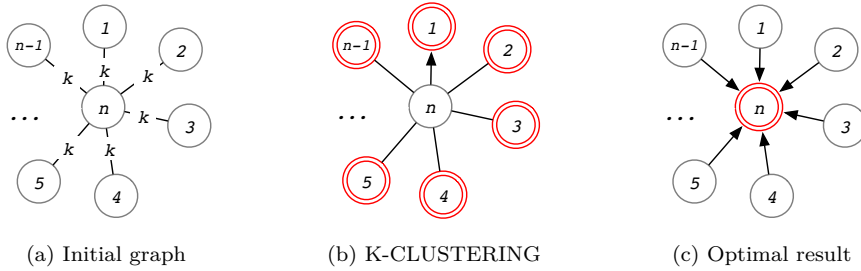 1
n-1
2
k
k
k
k
n
k
k
3
5
4
...
(a) Initial graph
1
n-1
2
n
3
5
4
...
(b) K-CLUSTERING
1
n-1
2
n
3
5
4
...
(c) Optimal result